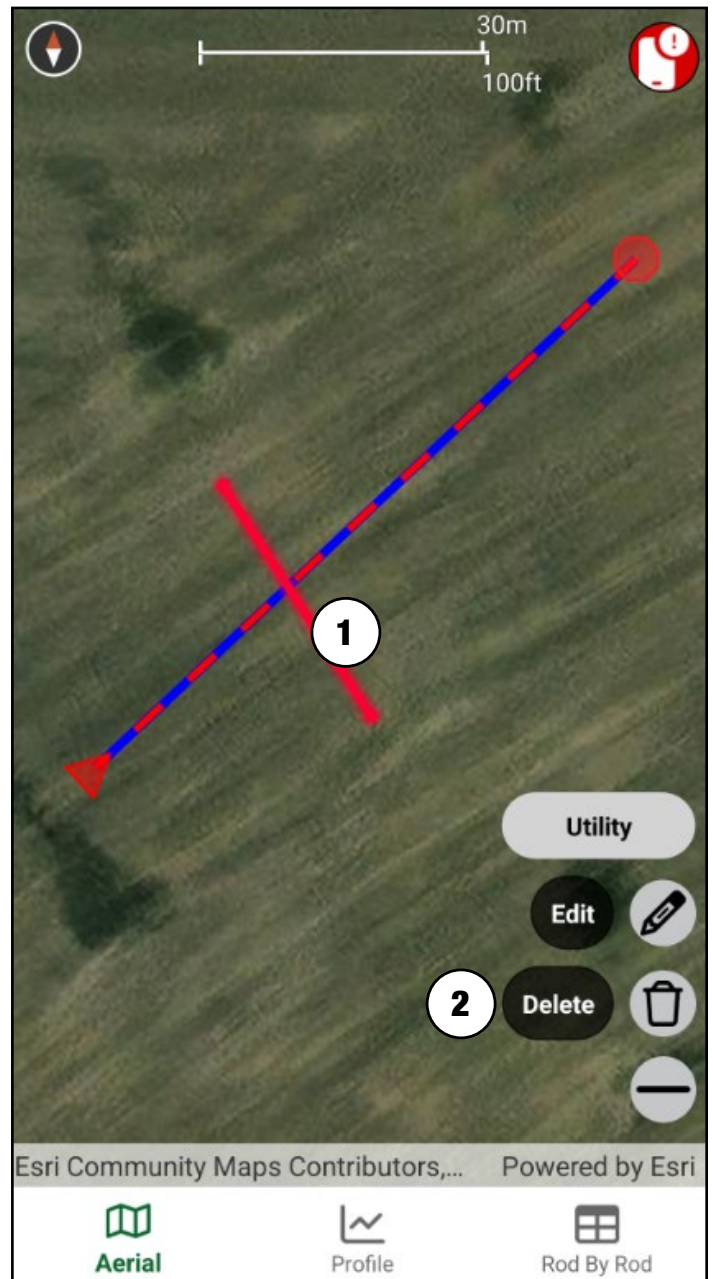 30m
!
100ft
1
Utility
Edit
2
Delete
Esri Community Maps Contributors,...
Powered by Esri
Aerial
Profile
Rod By Rod